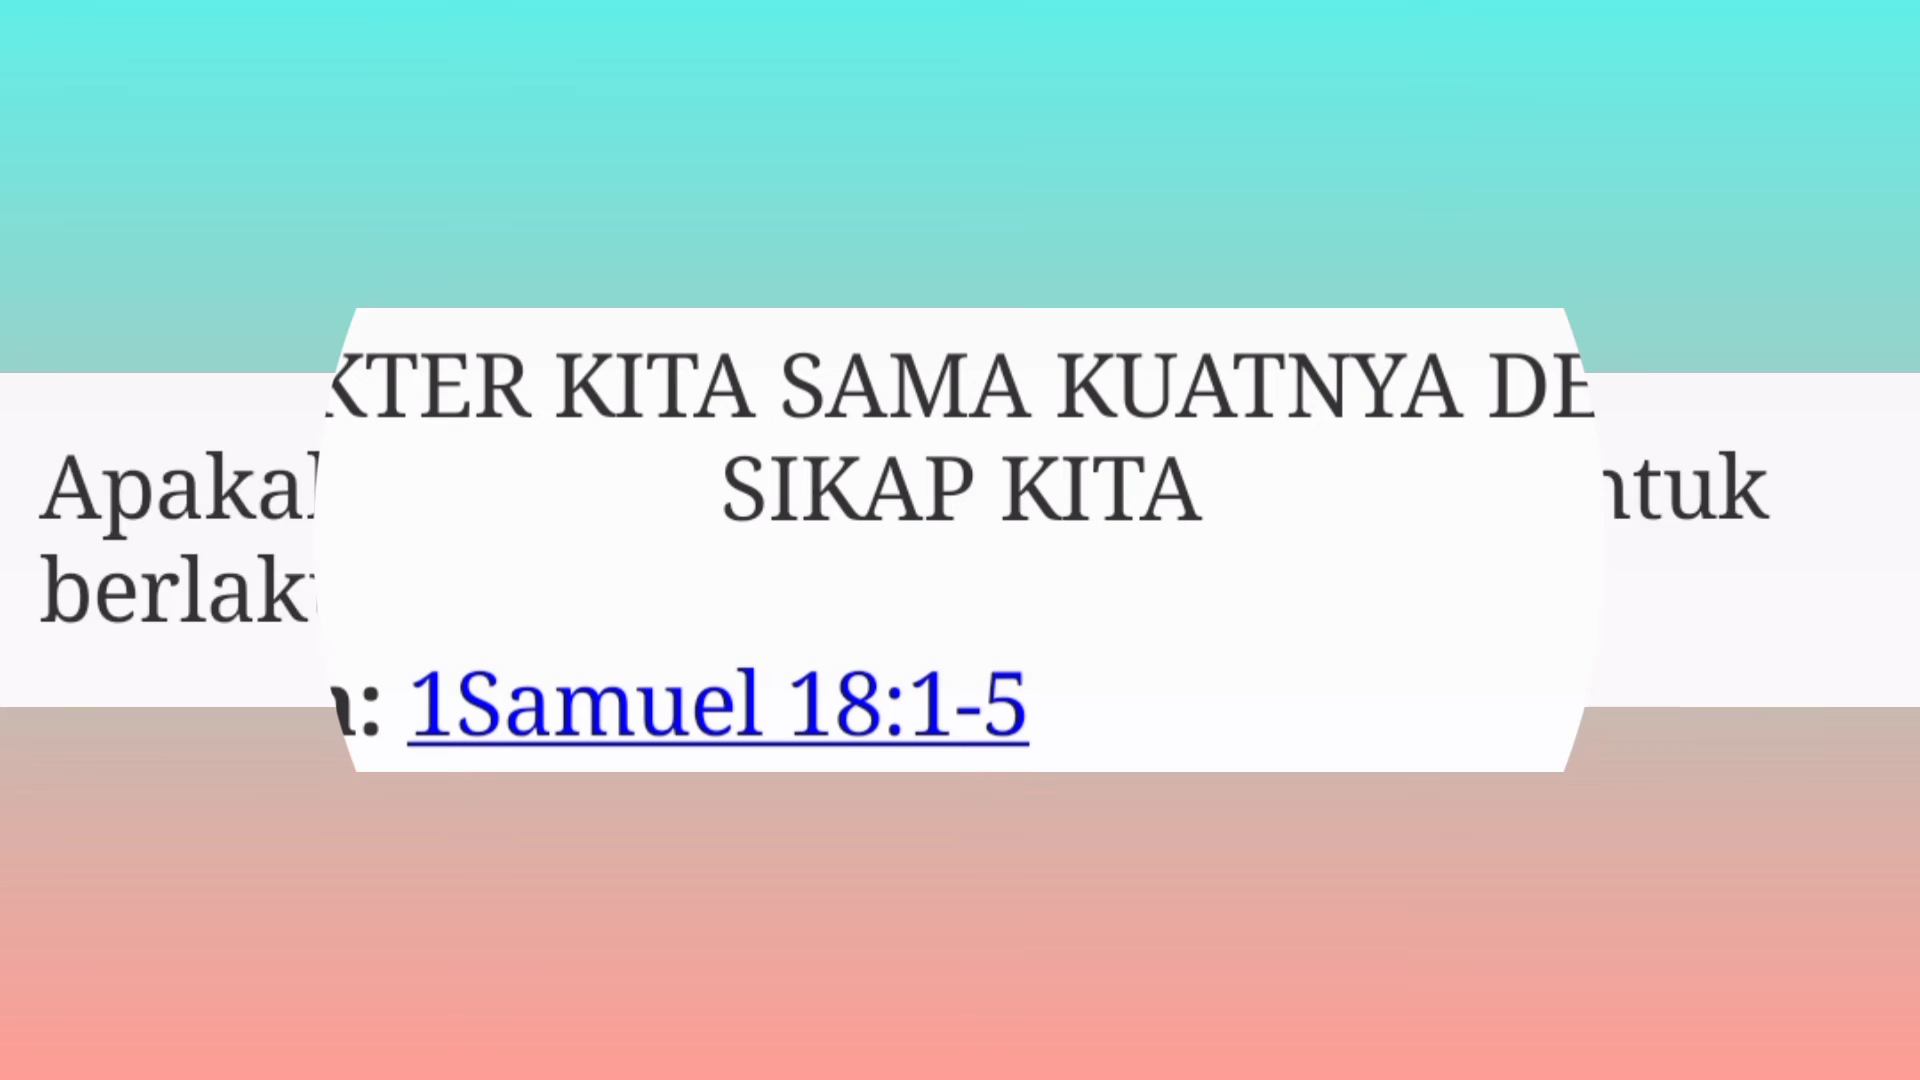 KTER KITA SAMA KUATNYA DE
SIKAP KITA
Apaka
ntuk
berlak
: 1Samuel 18:1-5